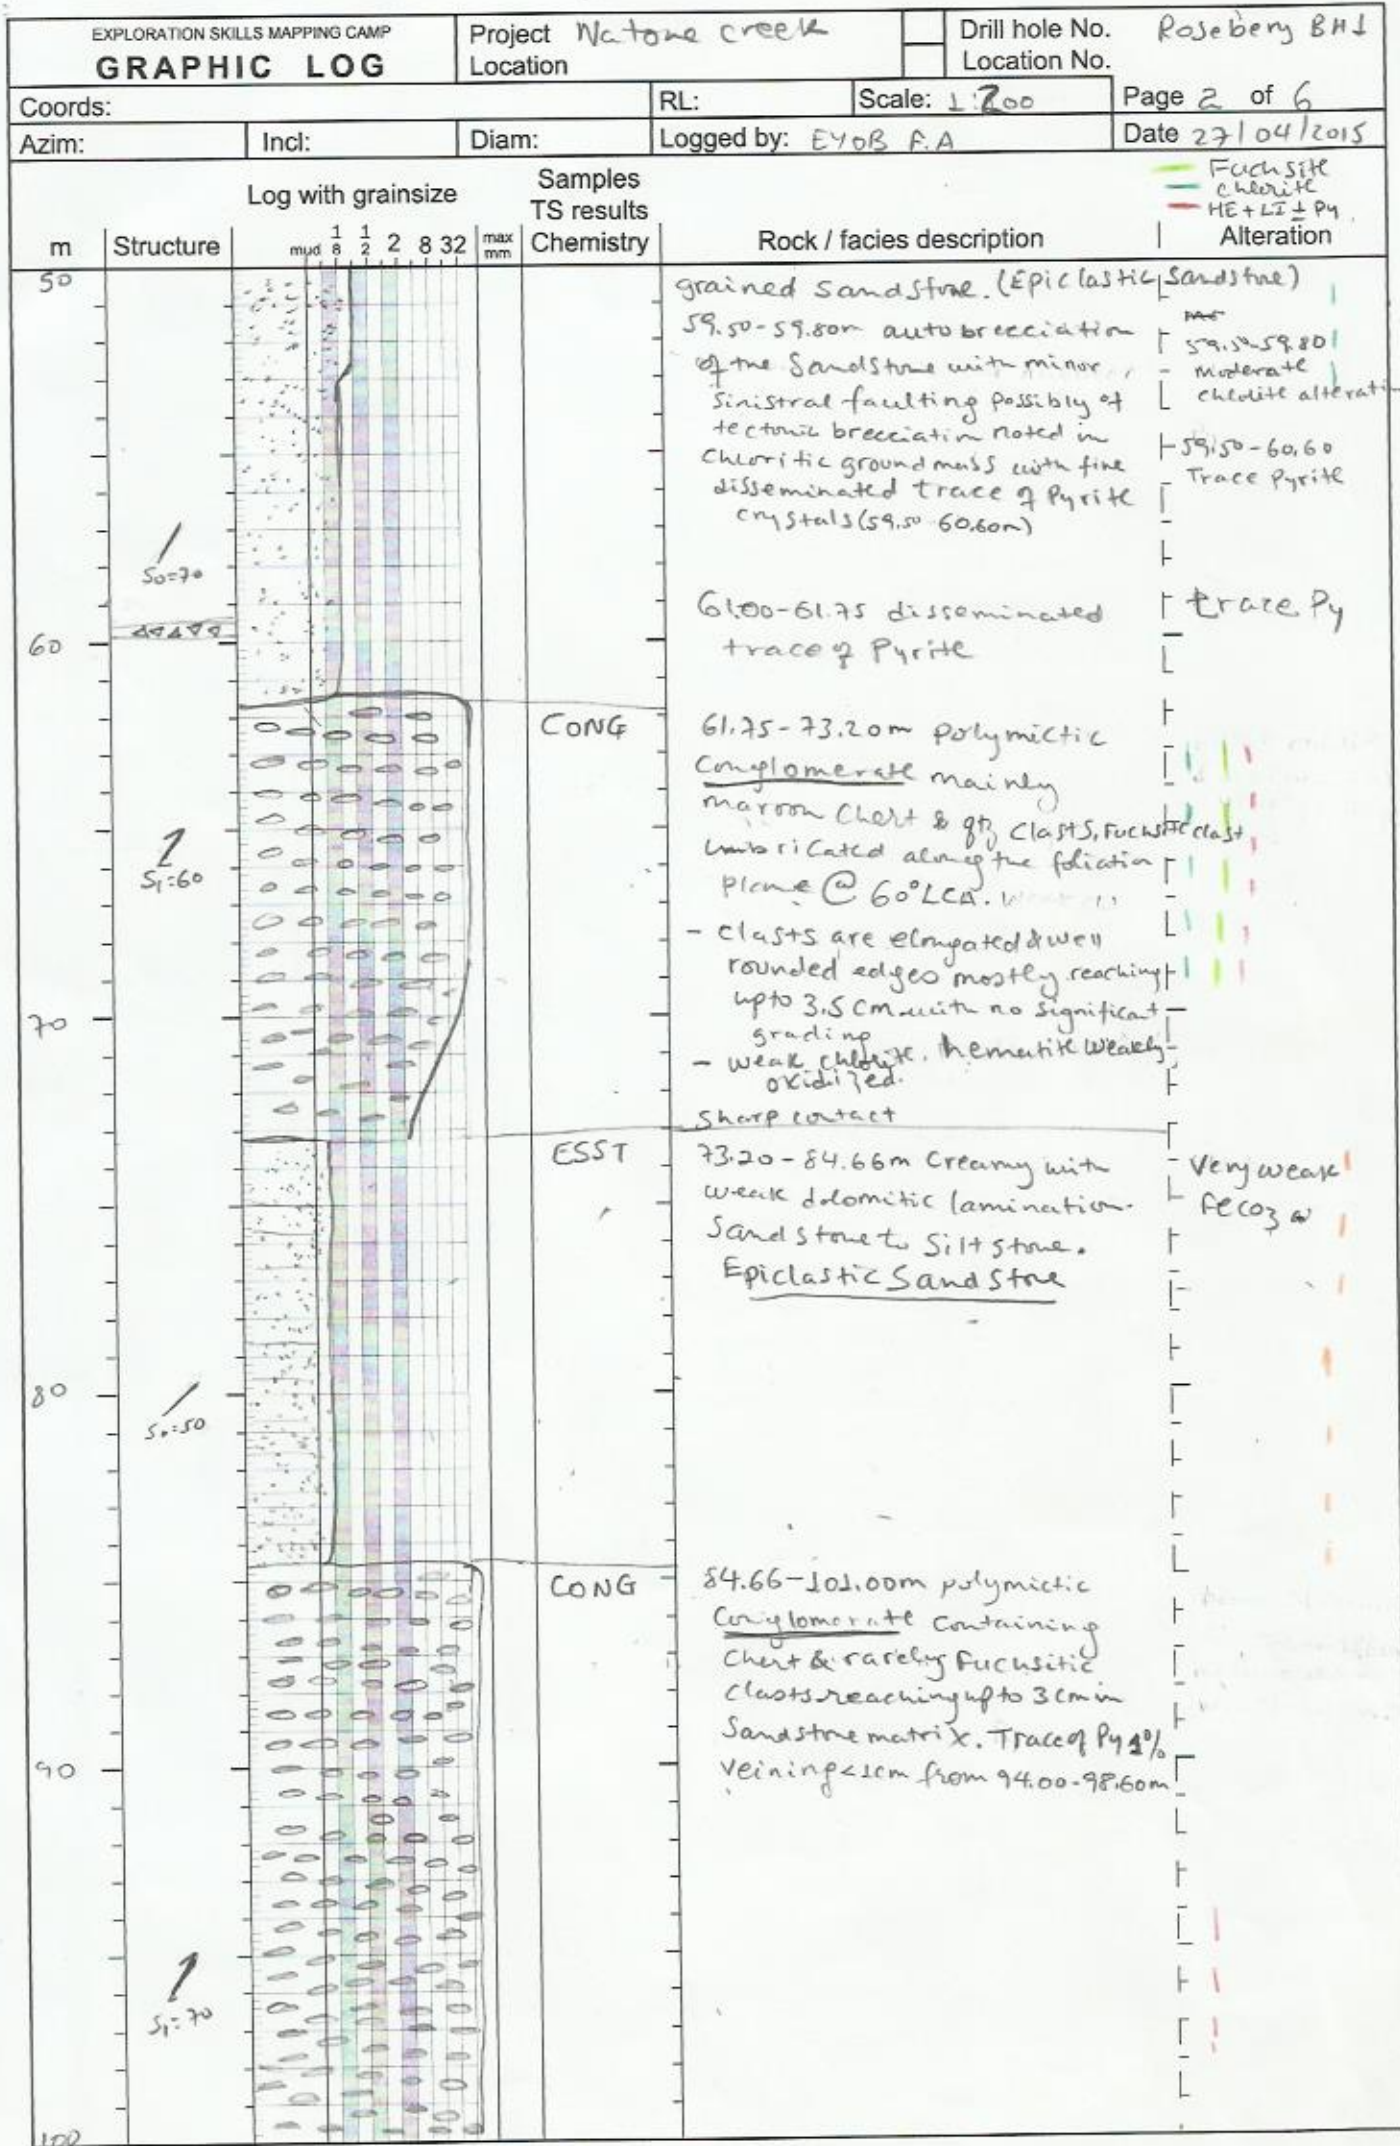 EXPLORATION SKILLS MAPPING CAMP
GRAPHIC LOG
Project Natone creek
Location
Drill hole No. Rosebery BH1
Location No.
Coords:
RL:
Scale: 1:200
Page 2 of 6
Azim:
Incl:
Diam:
Logged by: EYOB F.A
Date 27/04/2015
Fuchsite
chlorite
HE+LI±Py
m
Structure
Log with grainsize
mud 1/8 1/2 2 8 32
max mm
Samples
TS results
Chemistry
Rock / facies description
Alteration
50
grained sandstone. (Epiclastic Sandstone)
59.50-59.80m autobrecciation
of the Sandstone with minor
Sinistral faulting possibly of
tectonic brecciation noted in
Chloritic groundmass with fine
disseminated trace of Pyrite
crystals (59.50-60.60m)
59.50-59.80
moderate
chlolite alterati
59.50-60.60
Trace Pyrite
S0=70
60
61.00-61.75 disseminated
trace of Pyrite
trace Py
CONG
61.75-73.20m polymictic
Conglomerate mainly
maroon Chert & qtz clasts, Fuchsitic clast
imbricated along the foliation
plane @ 60°LCA.
S1=60
- clasts are elongated & well
rounded edges mostly reaching
upto 3.5cm with no significant
grading
- weak chlorite, hematite weakly
oxidized.
70
Sharp contact
ESST
73.20-84.66m Creamy with
weak dolomitic lamination.
Sandstone to Siltstone.
Epiclastic Sandstone
Very weak
FeCO3
80
S0=50
CONG
84.66-101.00m polymictic
Conglomerate Containing
Chert & rarely Fuchsitic
clasts reaching upto 3cm in
Sandstone matrix. Trace of Py 1%
veining <1cm from 94.00-98.60m
90
S1=70
100